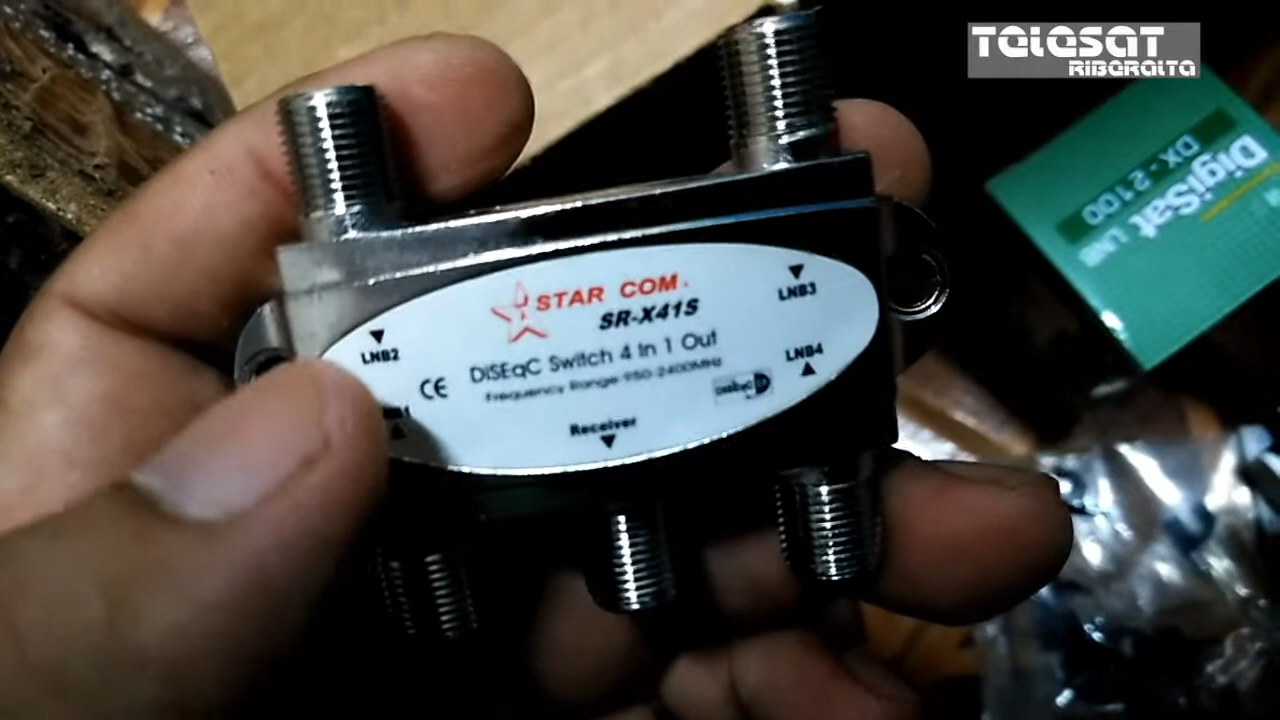 TELESAT
RIBERALTA
STAR COM.
SR-X41S
DiSEqC Switch 4 In 1 Out
Frequency Range:950-2400MHz
LNB2
LNB3
LNB4
CE
DiSEqC
Receiver
DigiSat LNB
DX-2100